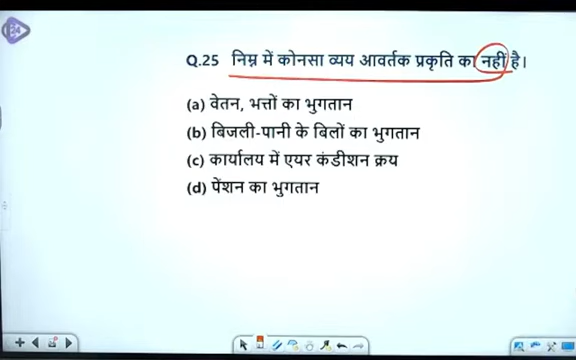 Q.25 निम्न में कोनसा व्यय आवर्तक प्रकृति का नहीं है।
(a) वेतन, भत्तों का भुगतान
(b) बिजली-पानी के बिलों का भुगतान
(c) कार्यालय में एयर कंडीशन क्रय
(d) पेंशन का भुगतान